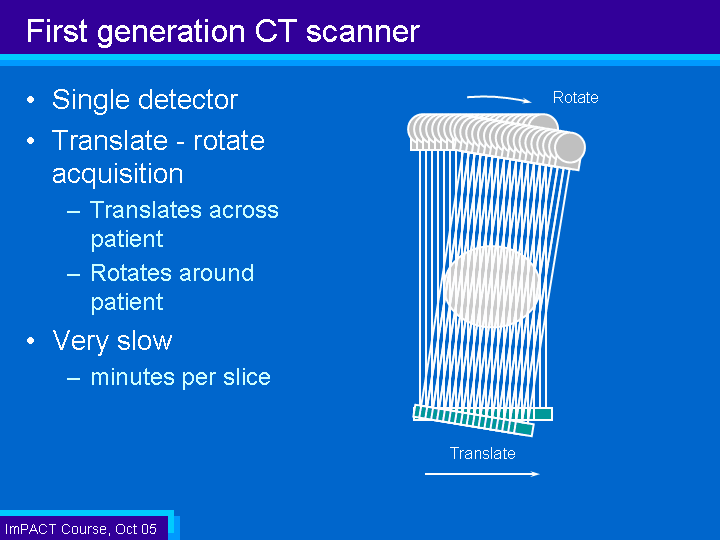 First generation CT scanner
• Single detector
• Translate - rotate
acquisition
– Translates across
patient
– Rotates around
patient
• Very slow
– minutes per slice
Rotate
Translate
ImPACT Course, Oct 05